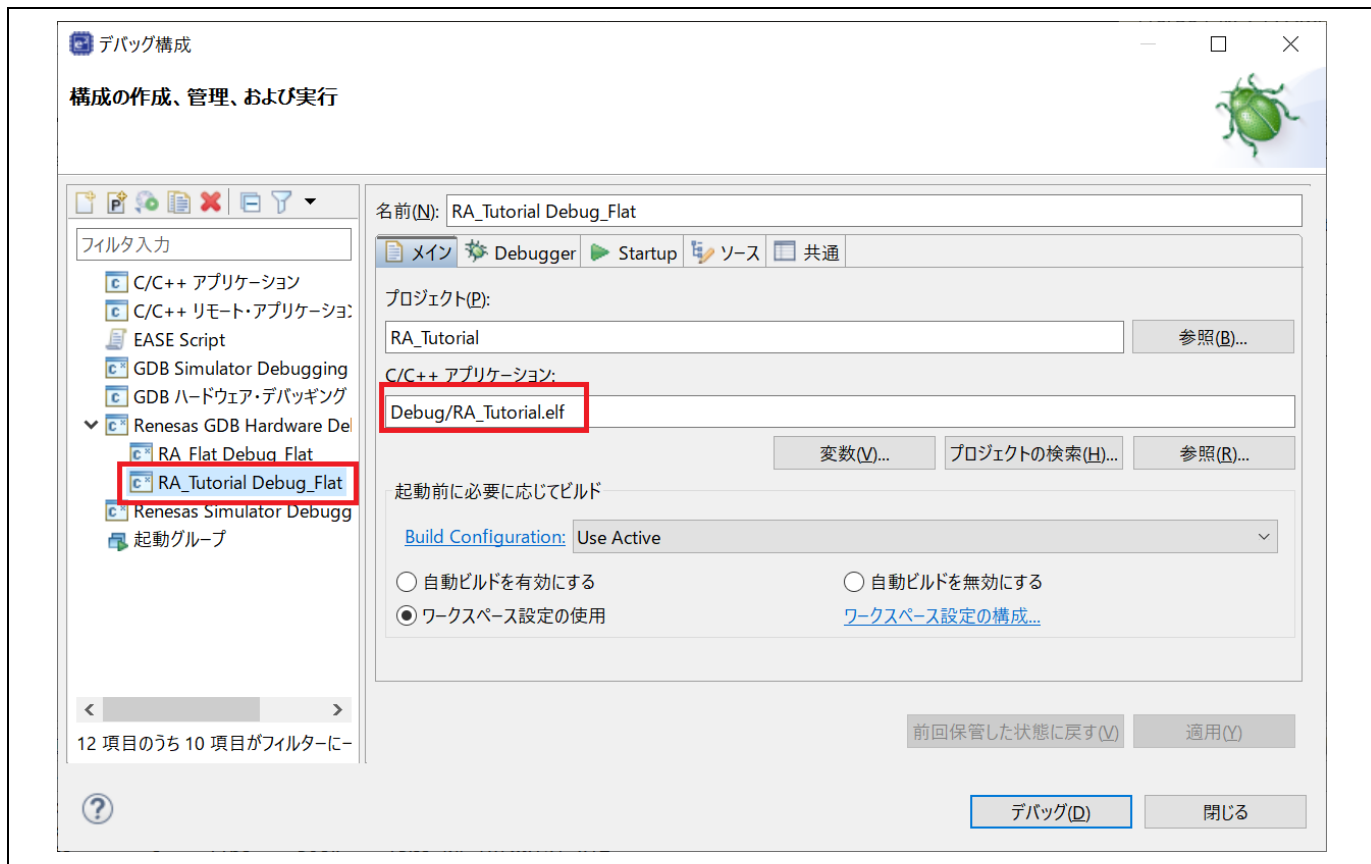 デバッグ構成
構成の作成、管理、および実行
フィルタ入力
C/C++ アプリケーション
C/C++ リモート・アプリケーション
EASE Script
GDB Simulator Debugging
GDB ハードウェア・デバッギング
Renesas GDB Hardware Del
RA_Flat Debug_Flat
RA_Tutorial Debug_Flat
Renesas Simulator Debugg
起動グループ
12 項目のうち 10 項目がフィルターに一
名前(N): RA_Tutorial Debug_Flat
メイン Debugger Startup ソース 共通
プロジェクト(P):
RA_Tutorial 参照(B)...
C/C++ アプリケーション:
Debug/RA_Tutorial.elf
変数(V)... プロジェクトの検索(H)... 参照(R)...
起動前に必要に応じてビルド
Build Configuration: Use Active
自動ビルドを有効にする 自動ビルドを無効にする
ワークスペース設定の使用 ワークスペース設定の構成...
前回保管した状態に戻す(V) 適用(Y)
デバッグ(D) 閉じる